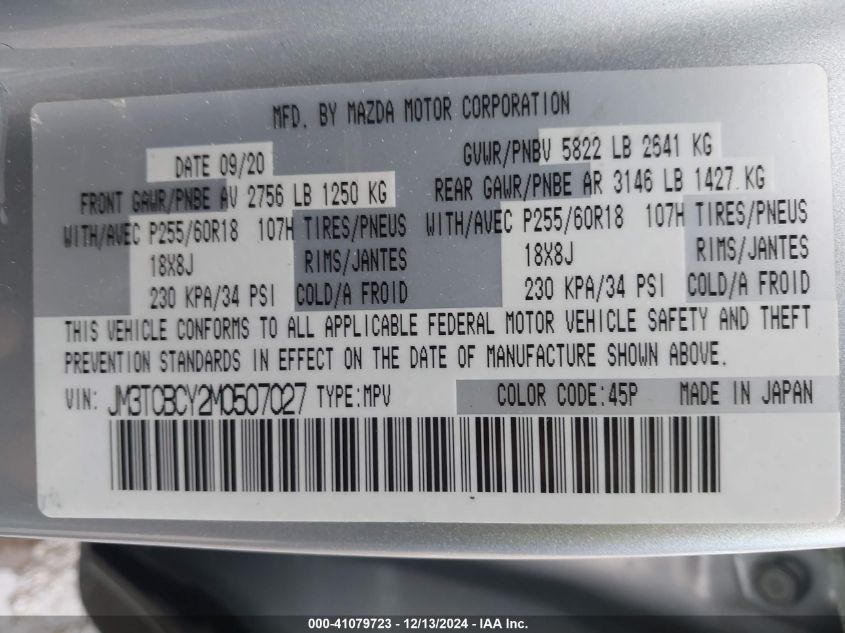 MFD. BY MAZDA MOTOR CORPORATION
DATE 09/20 GVWR/PNBV 5822 LB 2641 KG
FRONT GAWR/PNBE AV 2756 LB 1250 KG REAR GAWR/PNBE AR 3146 LB 1427 KG
WITH/AVEC P255/60R18 107H TIRES/PNEUS WITH/AVEC P255/60R18 107H TIRES/PNEUS
18X8J RIMS/JANTES 18X8J RIMS/JANTES
230 KPA/34 PSI COLD/A FROID 230 KPA/34 PSI COLD/A FROID
THIS VEHICLE CONFORMS TO ALL APPLICABLE FEDERAL MOTOR VEHICLE SAFETY AND THEFT
PREVENTION STANDARDS IN EFFECT ON THE DATE OF MANUFACTURE SHOWN ABOVE.
VIN: JM3TCBCY2M0507027 TYPE:MPV COLOR CODE:45P MADE IN JAPAN
000-41079723 - 12/13/2024 - IAA Inc.